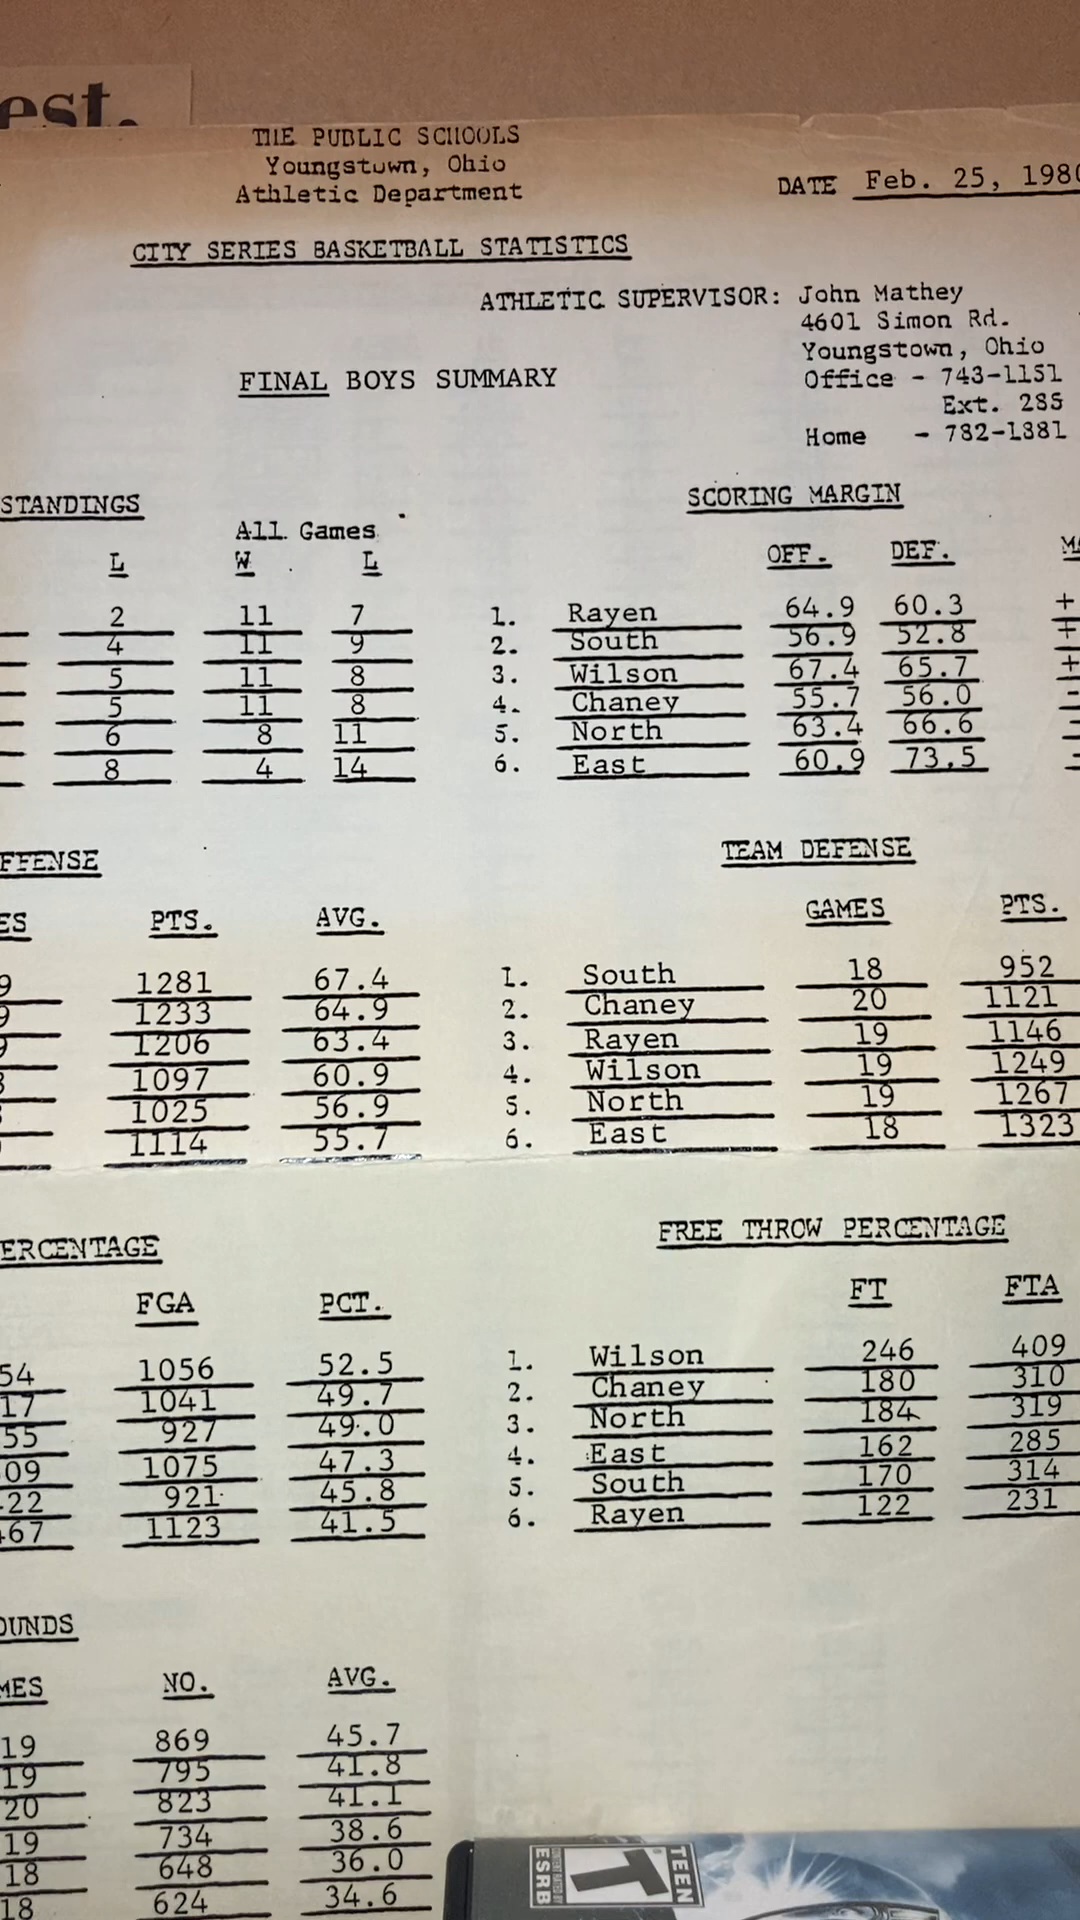 est.
THE PUBLIC SCHOOLS
Youngstown, Ohio
Athletic Department
DATE Feb. 25, 1980
CITY SERIES BASKETBALL STATISTICS
ATHLETIC SUPERVISOR: John Mathey
4601 Simon Rd.
Youngstown, Ohio
Office - 743-1151
Ext. 285
Home - 782-1381
FINAL BOYS SUMMARY
STANDINGS
All Games
L W L
2 11 7
4 11 9
5 11 8
5 11 8
6 8 11
8 4 14
SCORING MARGIN
OFF. DEF.
1. Rayen 64.9 60.3 +
2. South 56.9 52.8 +
3. Wilson 67.4 65.7 +
4. Chaney 55.7 56.0 -
5. North 63.4 66.6 -
6. East 60.9 73.5 -
FFENSE
ES PTS. AVG.
9 1281 67.4
9 1233 64.9
9 1206 63.4
8 1097 60.9
1025 56.9
1114 55.7
TEAM DEFENSE
GAMES PTS.
1. South 18 952
2. Chaney 20 1121
3. Rayen 19 1146
4. Wilson 19 1249
5. North 19 1267
6. East 18 1323
ERCENTAGE
FGA PCT.
54 1056 52.5
17 1041 49.7
55 927 49.0
09 1075 47.3
22 921 45.8
467 1123 41.5
FREE THROW PERCENTAGE
FT FTA
1. Wilson 246 409
2. Chaney 180 310
3. North 184 319
4. East 162 285
5. South 170 314
6. Rayen 122 231
OUNDS
MES NO. AVG.
19 869 45.7
19 795 41.8
20 823 41.1
19 734 38.6
18 648 36.0
18 624 34.6
TEEN
T
CONTENT RATED BY
ESRB